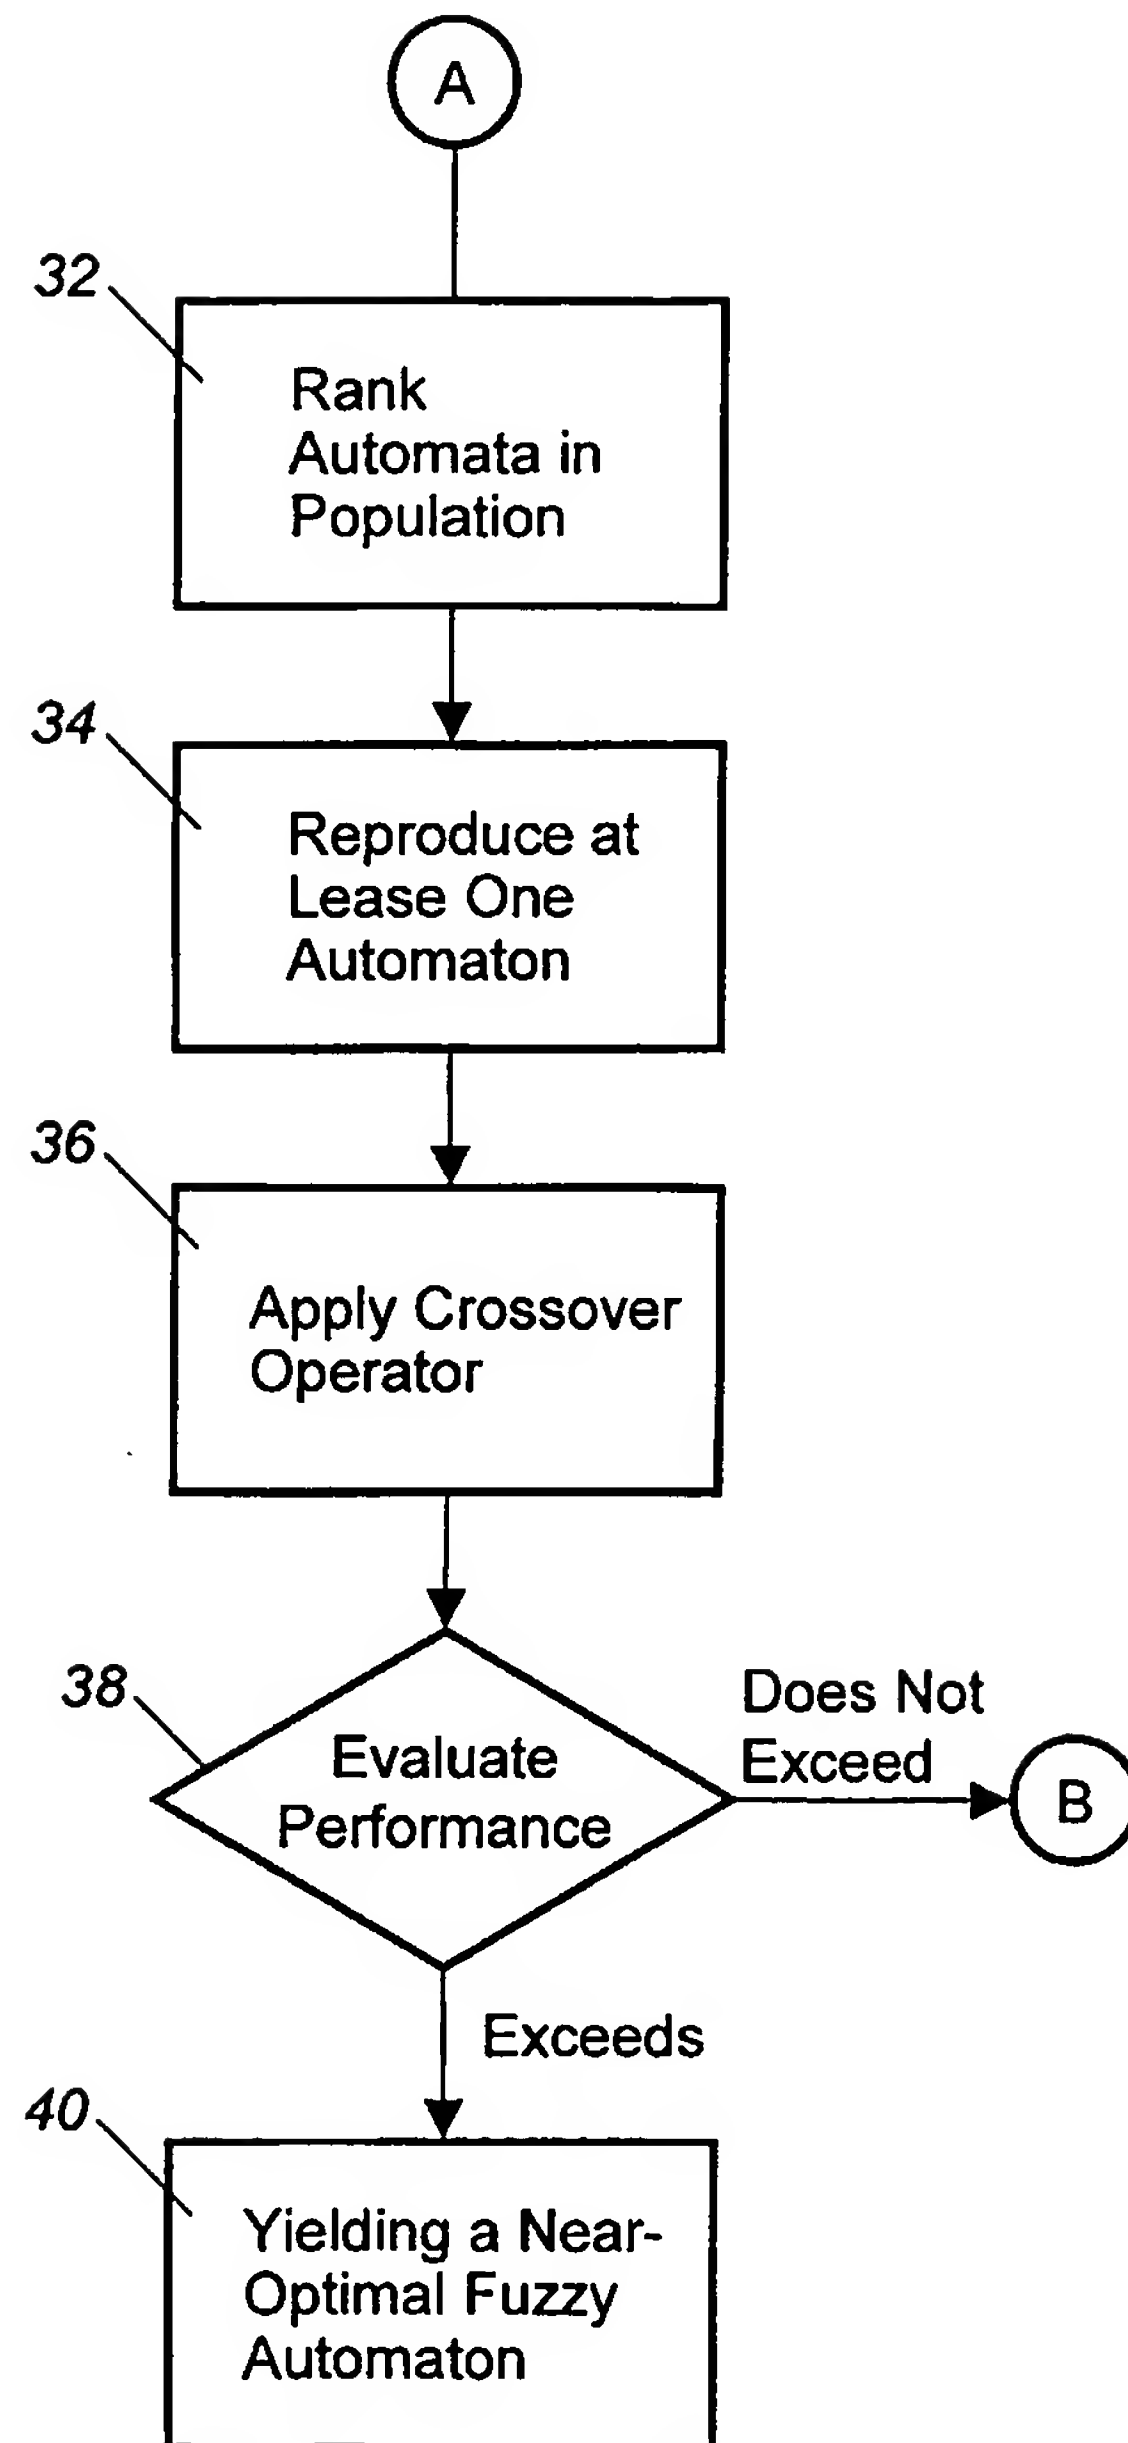 A
32
Rank
Automata in
Population
34
Reproduce at
Lease One
Automaton
36
Apply Crossover
Operator
38
Evaluate
Performance
Does Not
Exceed
B
Exceeds
40
Yielding a Near-
Optimal Fuzzy
Automaton